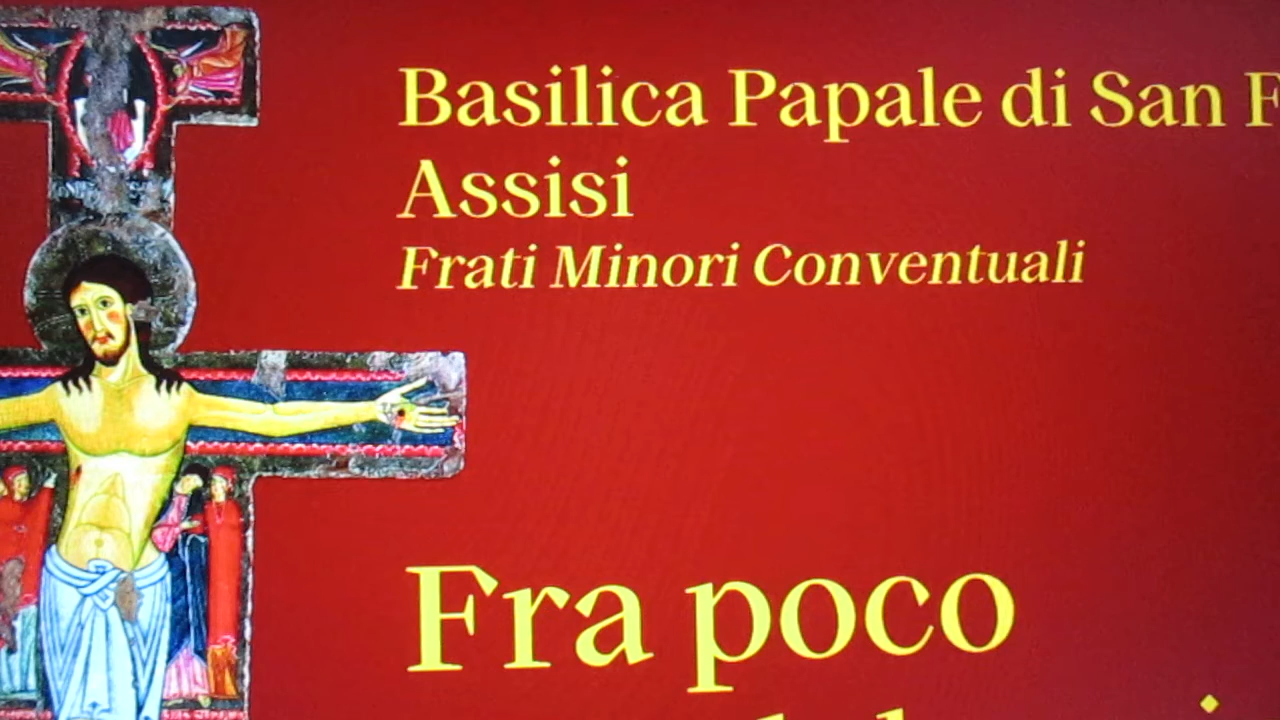 Basilica Papale di San F
Assisi
Frati Minori Conventuali
Fra poco